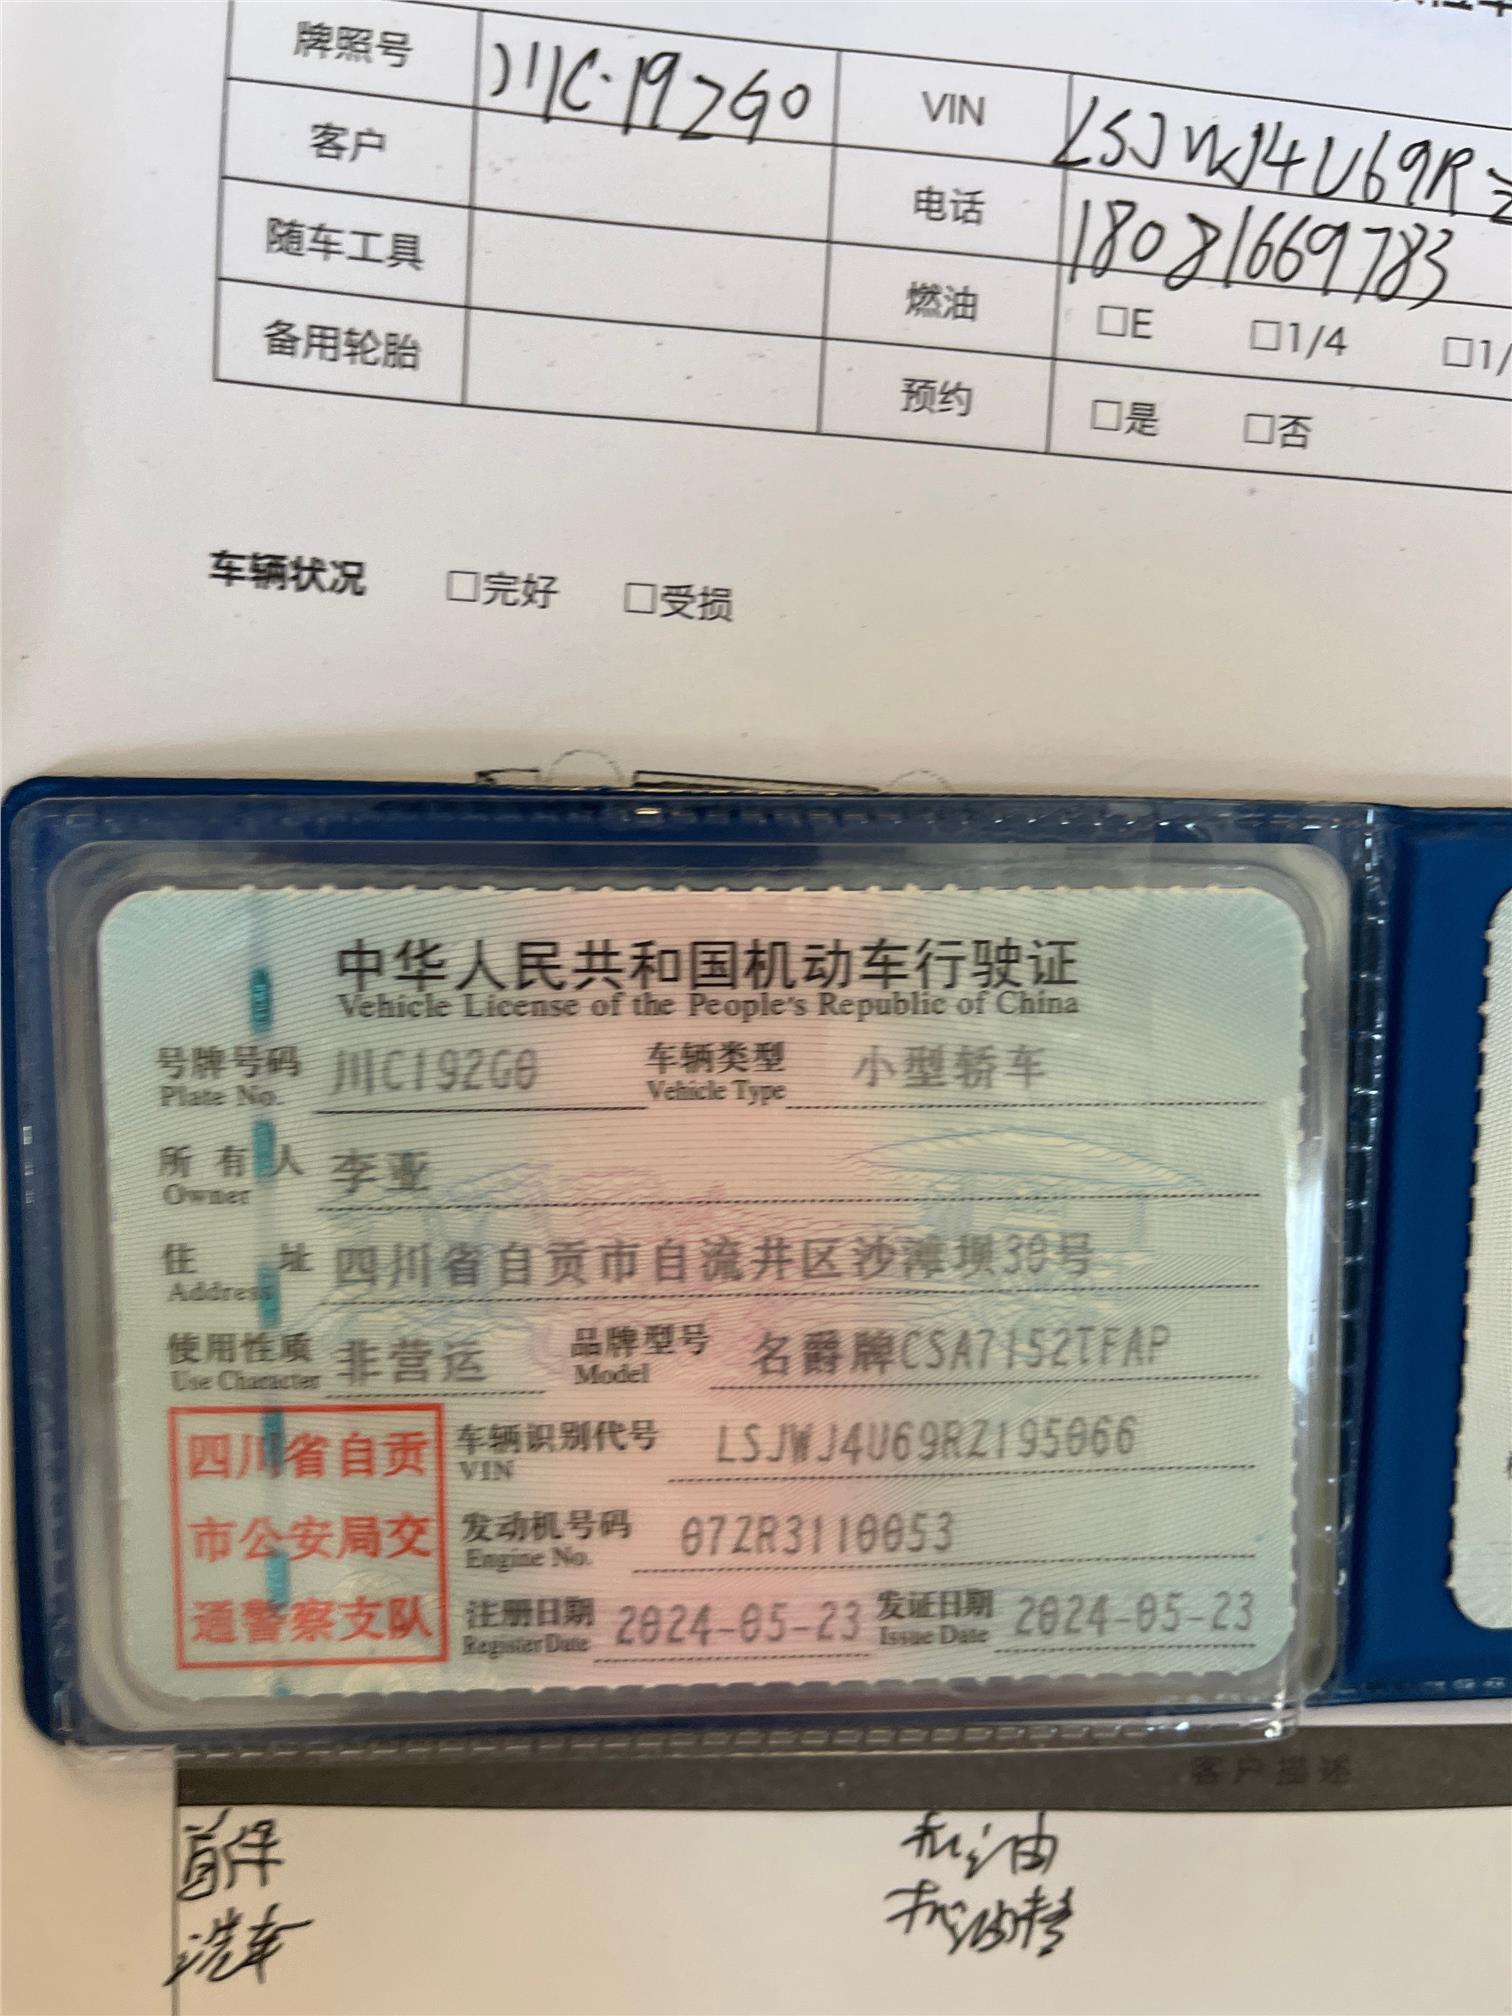 牌照号 川C·192G0 VIN LSJWJ4U69RZ
客户 电话 18081669783
随车工具 燃油 □E □1/4 □1/
备用轮胎 预约 □是 □否
车辆状况 □完好 □受损
中华人民共和国机动车行驶证
Vehicle License of the People's Republic of China
号牌号码 川C192G0 车辆类型 小型轿车
Plate No. Vehicle Type
所有人 李亚
Owner
住址 四川省自贡市自流井区沙滩坝30号
Address
使用性质 非营运 品牌型号 名爵牌CSA7152TFAP
Use Character Model
四川省自贡
市公安局交
通警察支队
车辆识别代号 LSJWJ4U69RZ195066
VIN
发动机号码 07ZR3110053
Engine No.
注册日期 2024-05-23 发证日期 2024-05-23
Register Date Issue Date
客户描述
首保 机油
洗车 机油格